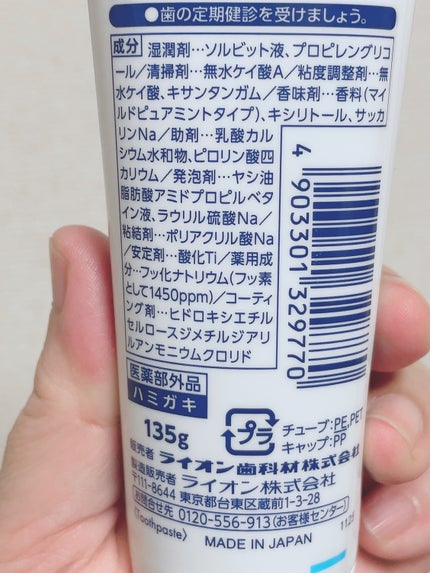 ●歯の定期健診を受けましょう。
成分 湿潤剤…ソルビット液、プロピレングリコ
ール／清掃剤…無水ケイ酸A／粘度調整剤…無
水ケイ酸、キサンタンガム／香味剤…香料（マイ
ルドピュアミントタイプ）、キシリトール、サッカ
リンNa／助剤…乳酸カル
シウム水和物、ピロリン酸四
カリウム／発泡剤…ヤシ油
脂肪酸アミドプロピルベタ
イン液、ラウリル硫酸Na／
粘結剤…ポリアクリル酸Na
／安定剤…酸化Ti／薬用成
分…フッ化ナトリウム（フッ素
として1450ppm）／コーティ
ング剤…ヒドロキシエチル
セルロースジメチルジアリ
ルアンモニウムクロリド
4 903301 329770
医薬部外品
ハミガキ
135g
プラ
チューブ：PE,PET
キャップ：PP
販売者 ライオン歯科材株式会社
製造販売者 ライオン株式会社
〒111-8644 東京都台東区蔵前1-3-28
お問合せ先 0120-556-913（お客様センター）
（Toothpaste） MADE IN JAPAN